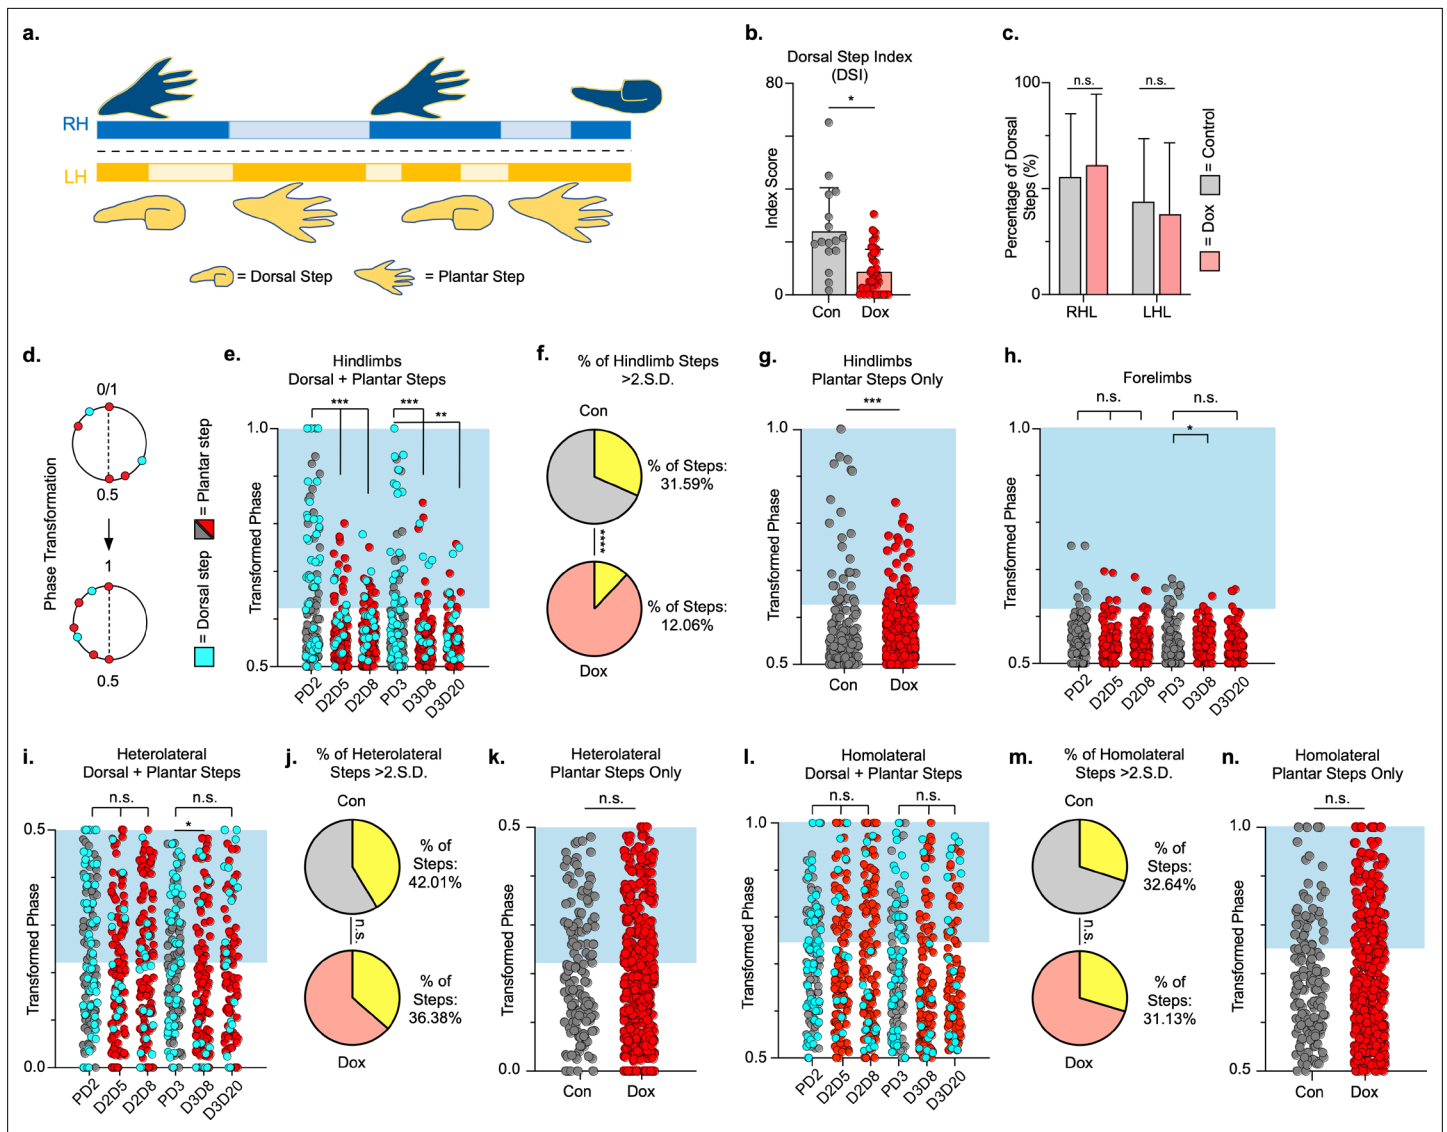 a.
RH
LH
= Dorsal Step
= Plantar Step
b.
Dorsal Step Index
(DSI)
80
*
Index Score
0
Con
Dox
c.
100
n.s.
n.s.
Percentage of Dorsal
Steps (%)
0
RHL
LHL
= Dox
= Control
d.
Phase Transformation
0/1
0.5
1
0.5
= Dorsal step
= Plantar step
e.
Hindlimbs
Dorsal + Plantar Steps
***
***
**
1.0
Transformed Phase
0.5
PD2
D2D5
D2D8
PD3
D3D8
D3D20
f.
% of Hindlimb Steps
>2.S.D.
Con
% of Steps:
31.59%
****
% of Steps:
12.06%
Dox
g.
Hindlimbs
Plantar Steps Only
***
1.0
Transformed Phase
0.5
Con
Dox
h.
Forelimbs
n.s.
n.s.
*
1.0
Transformed Phase
0.5
PD2
D2D5
D2D8
PD3
D3D8
D3D20
i.
Heterolateral
Dorsal + Plantar Steps
n.s.
n.s.
*
0.5
Transformed Phase
0.0
PD2
D2D5
D2D8
PD3
D3D8
D3D20
j.
% of Heterolateral
Steps >2.S.D.
Con
% of
Steps:
42.01%
n.s.
% of
Steps:
36.38%
Dox
k.
Heterolateral
Plantar Steps Only
n.s.
0.5
Transformed Phase
0.0
Con
Dox
l.
Homolateral
Dorsal + Plantar Steps
n.s.
n.s.
1.0
Transformed Phase
0.5
PD2
D2D5
D2D8
PD3
D3D8
D3D20
m.
% of Homolateral
Steps >2.S.D.
Con
% of
Steps:
32.64%
n.s.
% of
Steps:
31.13%
Dox
n.
Homolateral
Plantar Steps Only
n.s.
1.0
Transformed Phase
0.5
Con
Dox